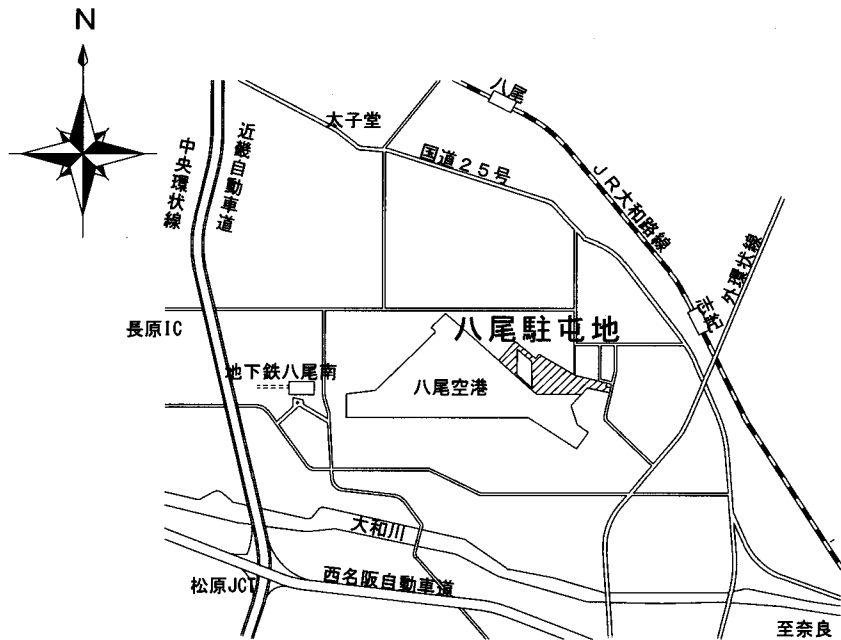 N
八尾
太子堂
国道25号
近畿自動車道
中央環状線
JR大和路線
外環状線
志紀
長原IC
八尾駐屯地
地下鉄八尾南
八尾空港
大和川
松原JCT
西名阪自動車道
至奈良